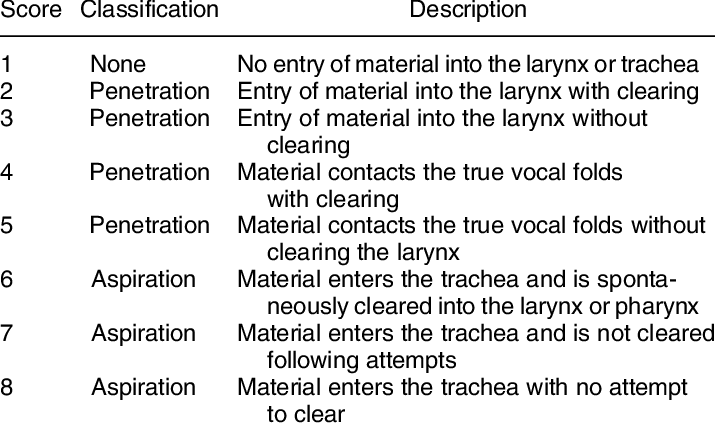 Score Classification Description
1 None No entry of material into the larynx or trachea
2 Penetration Entry of material into the larynx with clearing
3 Penetration Entry of material into the larynx without
clearing
4 Penetration Material contacts the true vocal folds
with clearing
5 Penetration Material contacts the true vocal folds without
clearing the larynx
6 Aspiration Material enters the trachea and is sponta-
neously cleared into the larynx or pharynx
7 Aspiration Material enters the trachea and is not cleared
following attempts
8 Aspiration Material enters the trachea with no attempt
to clear